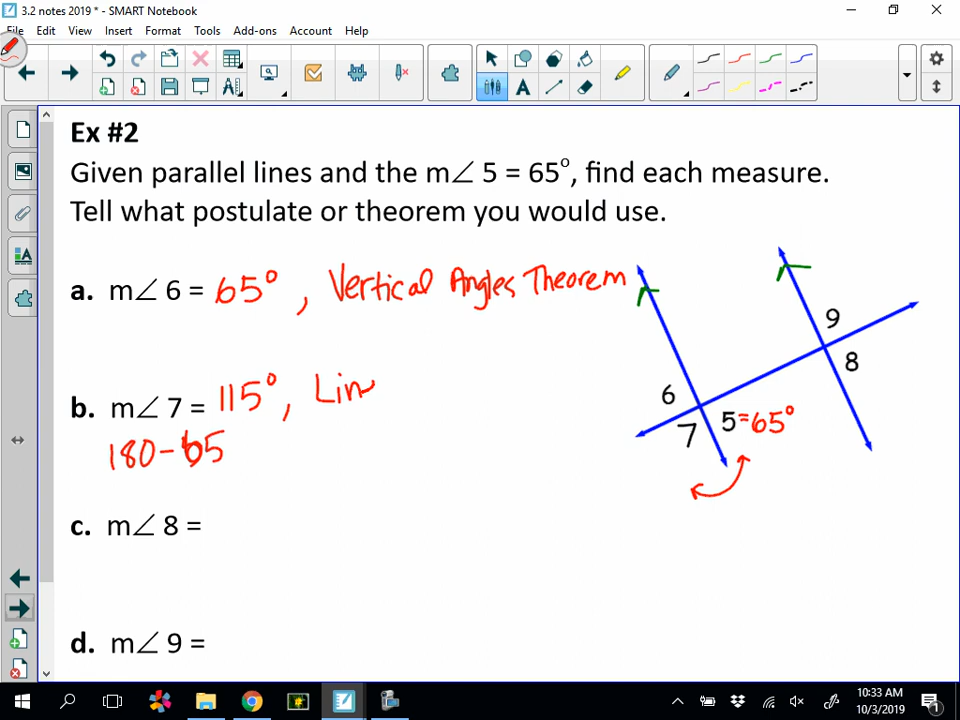 3.2 notes 2019 * - SMART Notebook
File Edit View Insert Format Tools Add-ons Account Help
Ex #2
Given parallel lines and the m∠ 5 = 65°, find each measure.
Tell what postulate or theorem you would use.
a. m∠ 6 = 65° , Vertical Angles Theorem
b. m∠ 7 = 115° , Lin
180-65
c. m∠ 8 =
d. m∠ 9 =
9
8
6
5=65°
7
10:33 AM
10/3/2019
1